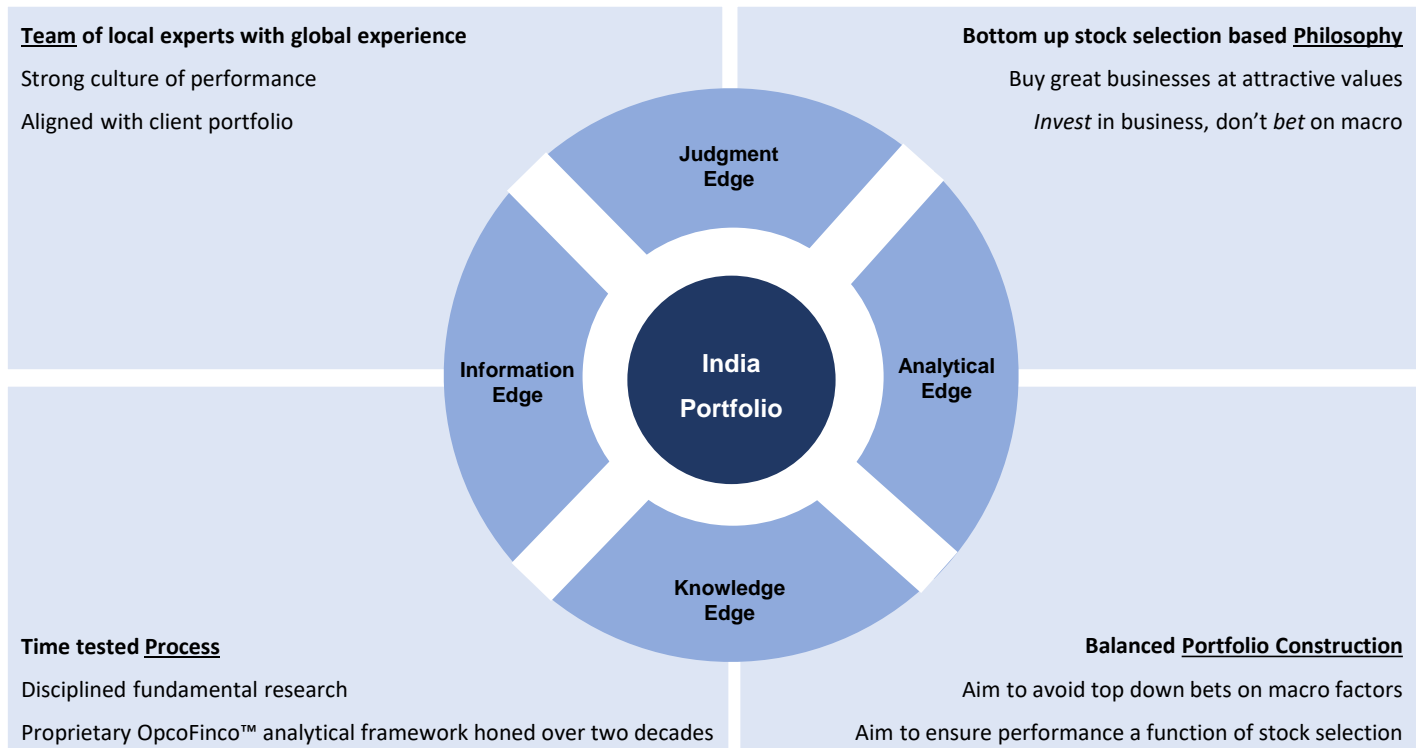 Team of local experts with global experience
Strong culture of performance
Aligned with client portfolio
Bottom up stock selection based Philosophy
Buy great businesses at attractive values
Invest in business, don’t bet on macro
Judgment
Edge
Information
Edge
India
Portfolio
Analytical
Edge
Knowledge
Edge
Time tested Process
Disciplined fundamental research
Proprietary OpcoFinco™ analytical framework honed over two decades
Balanced Portfolio Construction
Aim to avoid top down bets on macro factors
Aim to ensure performance a function of stock selection